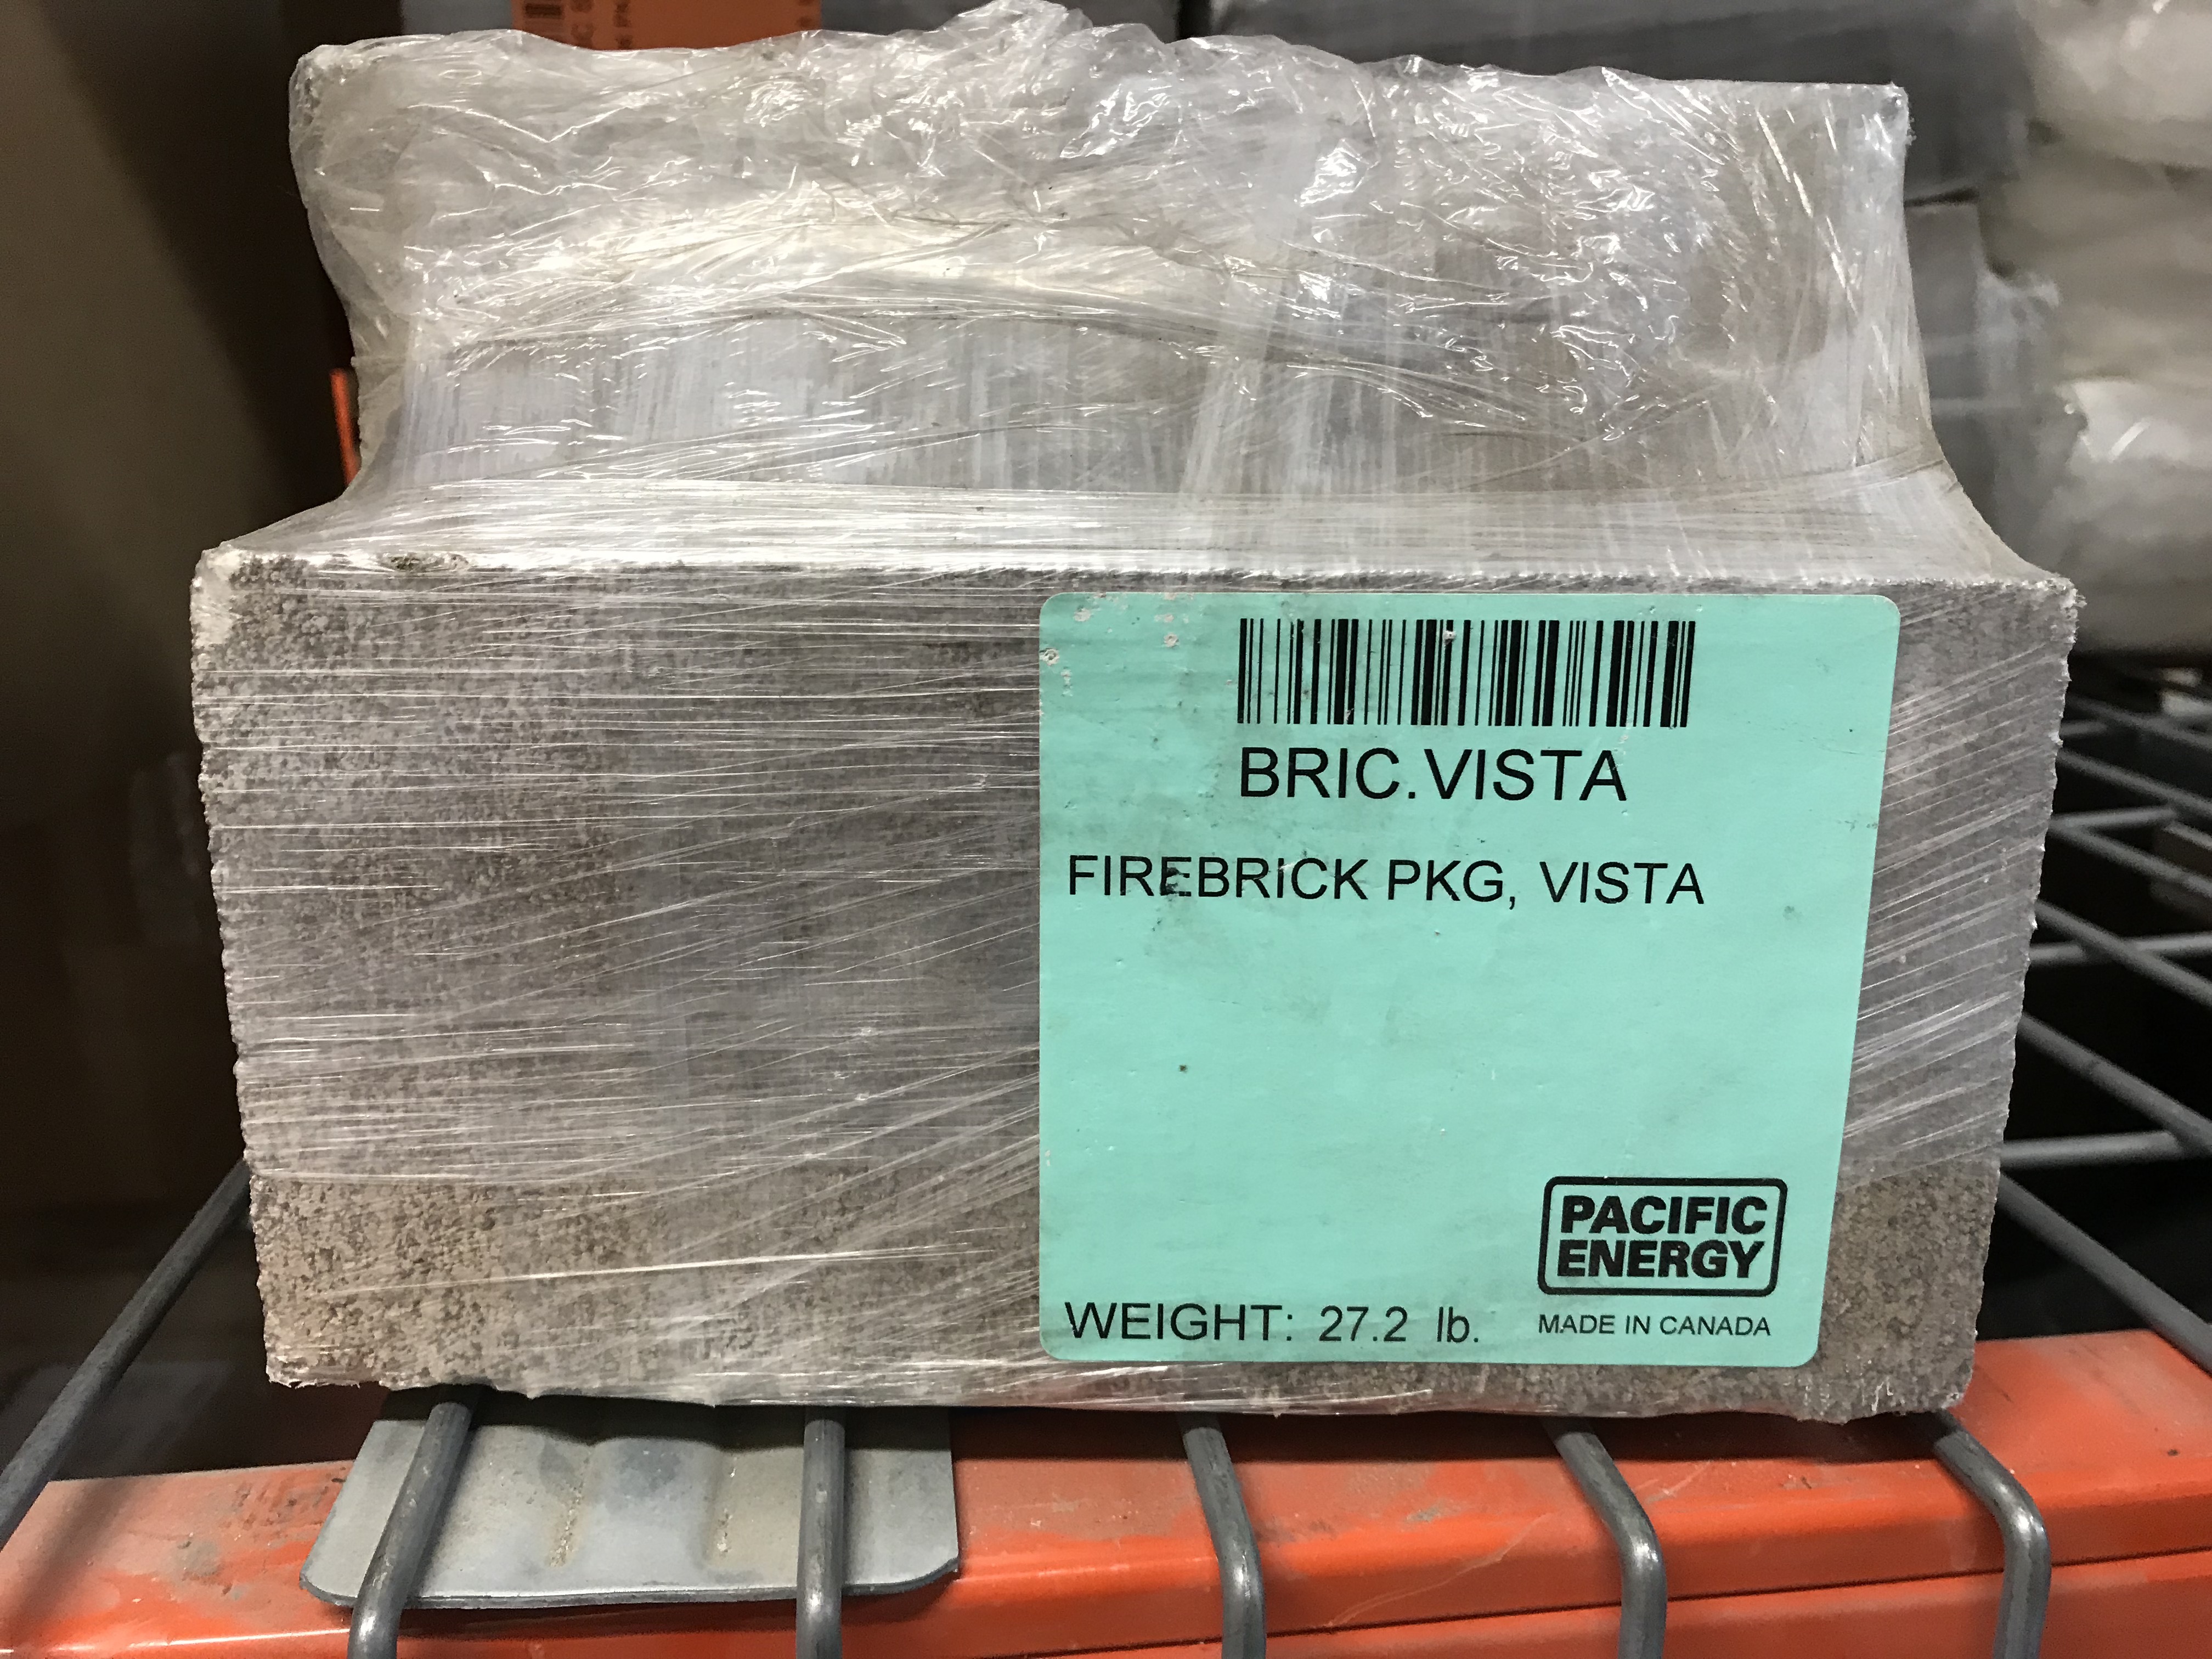 BRIC.VISTA
FIREBRICK PKG, VISTA
PACIFIC
ENERGY
WEIGHT: 27.2 lb.
MADE IN CANADA